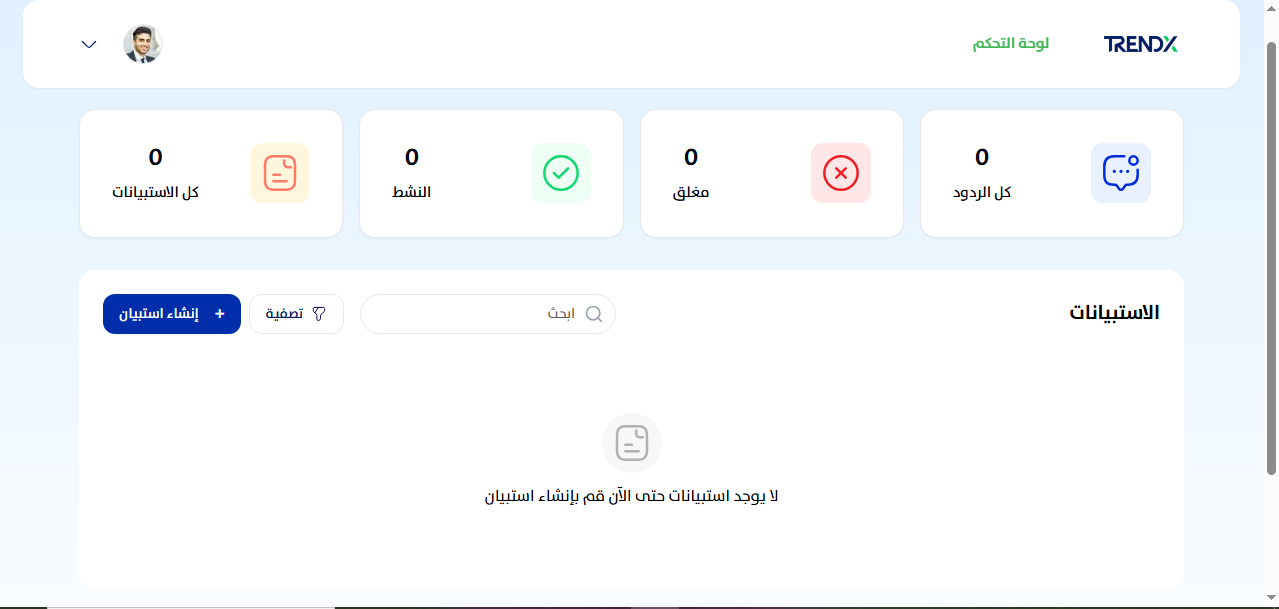 TRENDX
لوحة التحكم
0
كل الردود
0
مغلق
0
النشط
0
كل الاستبيانات
الاستبيانات
ابحث
تصفية
+ إنشاء استبيان
لا يوجد استبيانات حتى الآن قم بإنشاء استبيان